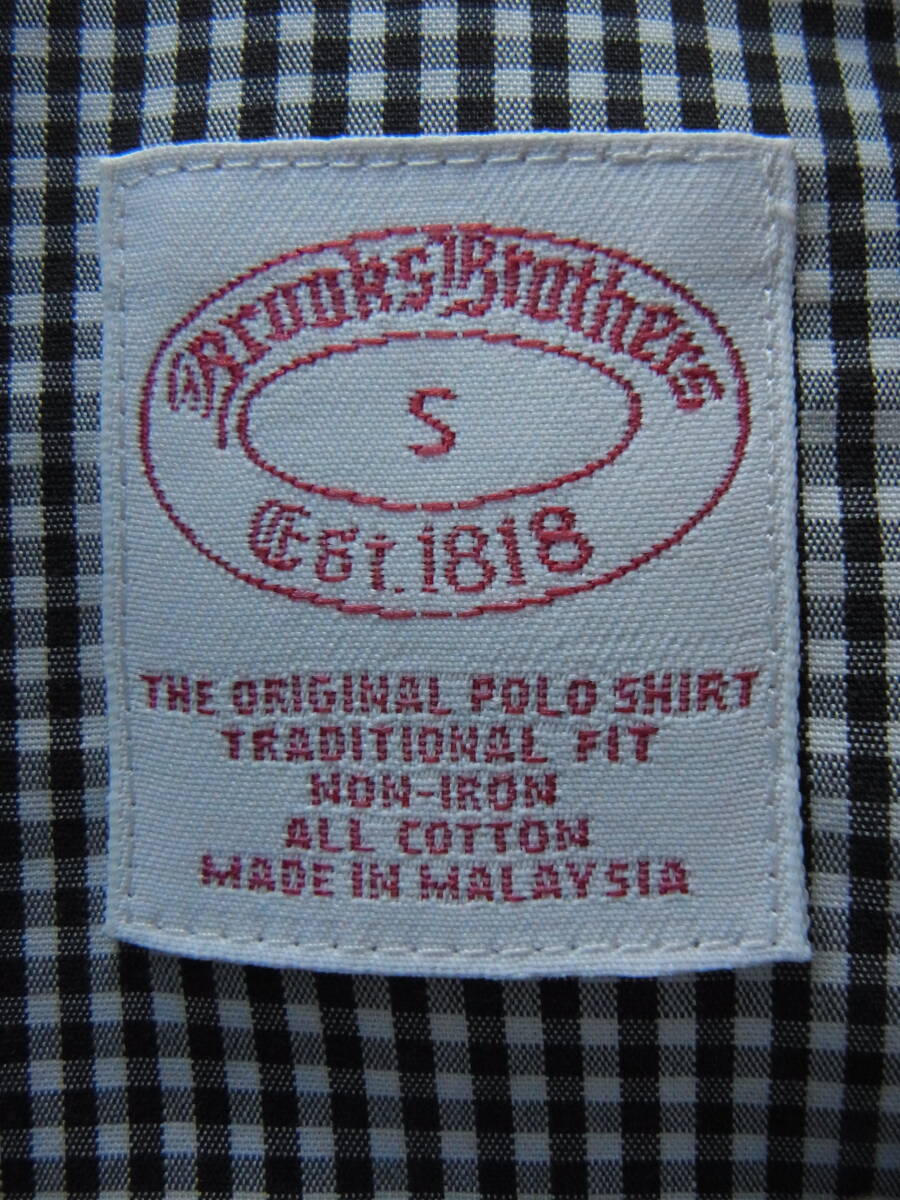 Brooks Brothers
S
Est. 1818
THE ORIGINAL POLO SHIRT
TRADITIONAL FIT
NON-IRON
ALL COTTON
MADE IN MALAYSIA